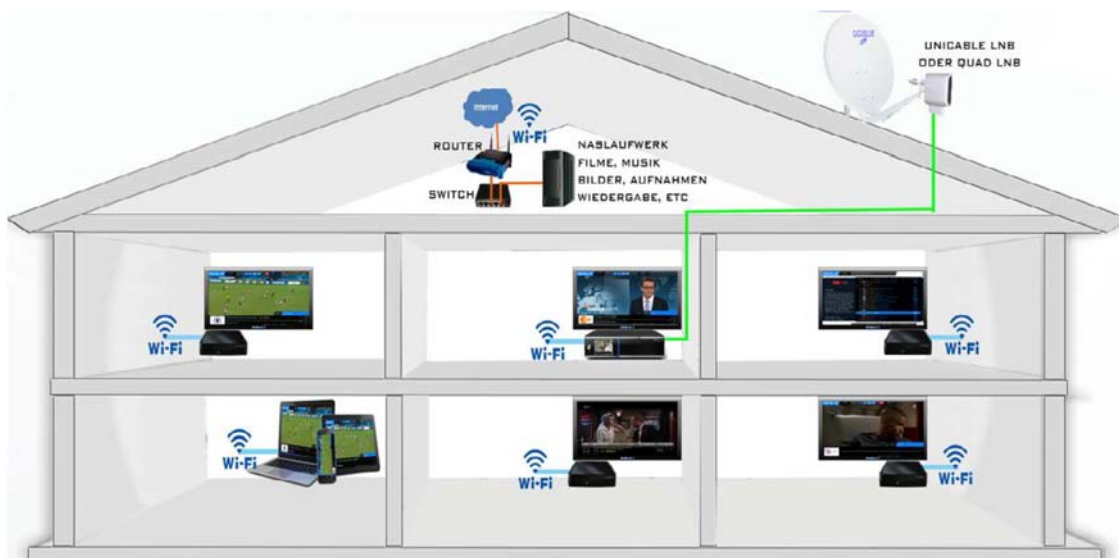 UNICABLE LNB
ODER QUAD LNB
Internet
Wi-Fi
ROUTER
NASLAUFWERK
FILME, MUSIK
SWITCH
BILDER, AUFNAHMEN
WIEDERGABE, ETC
Wi-Fi
Wi-Fi
Wi-Fi
Wi-Fi
Wi-Fi
Wi-Fi